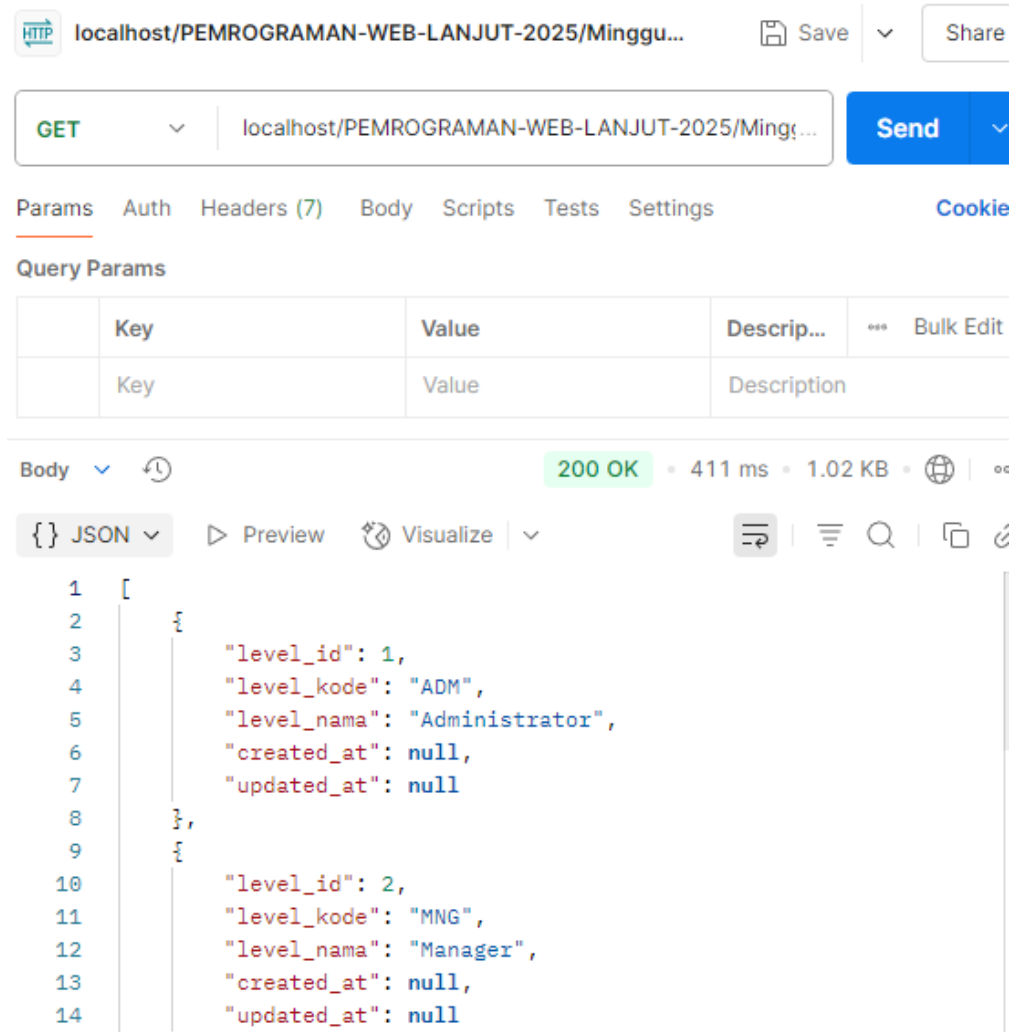 HTTP localhost/PEMROGRAMAN-WEB-LANJUT-2025/Minggu... Save Share
GET localhost/PEMROGRAMAN-WEB-LANJUT-2025/Mingg... Send
Params Auth Headers (7) Body Scripts Tests Settings Cookie
Query Params
Key Value Descrip... Bulk Edit
Key Value Description
Body 200 OK 411 ms 1.02 KB
{} JSON Preview Visualize
1 [
2 {
3 "level_id": 1,
4 "level_kode": "ADM",
5 "level_nama": "Administrator",
6 "created_at": null,
7 "updated_at": null
8 },
9 {
10 "level_id": 2,
11 "level_kode": "MNG",
12 "level_nama": "Manager",
13 "created_at": null,
14 "updated_at": null